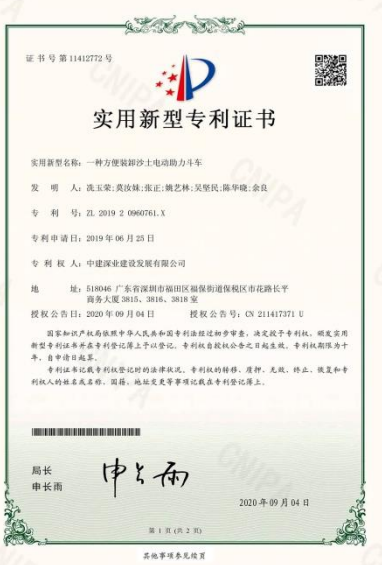 证书号第11412772号
实用新型专利证书
实用新型名称：一种方便装卸沙土电动助力斗车
发 明 人：冼玉荣;莫汝妹;张正;姚艺林;吴坚民;陈华晓;余良
专 利 号：ZL 2019 2 0960761.X
专利申请日：2019年06月25日
专 利 权 人：中建深业建设发展有限公司
地 址：518046 广东省深圳市福田区福保街道保税区市花路长平
商务大厦3815、3816、3818室
授权公告日：2020年09月04日 授权公告号：CN 211417371 U
国家知识产权局依照中华人民共和国专利法经过初步审查，决定授予专利权，颁发实用
新型专利证书并在专利登记簿上予以登记。专利权自授权公告之日起生效。专利权期限为十
年，自申请日起算。
专利证书记载专利权登记时的法律状况。专利权的转移、质押、无效、终止、恢复和专
利权人的姓名或名称、国籍、地址变更等事项记载在专利登记簿上。
局长
申长雨
申长雨
2020年09月04日
第 1 页 (共 2 页)
其他事项参见续页
CNIPA